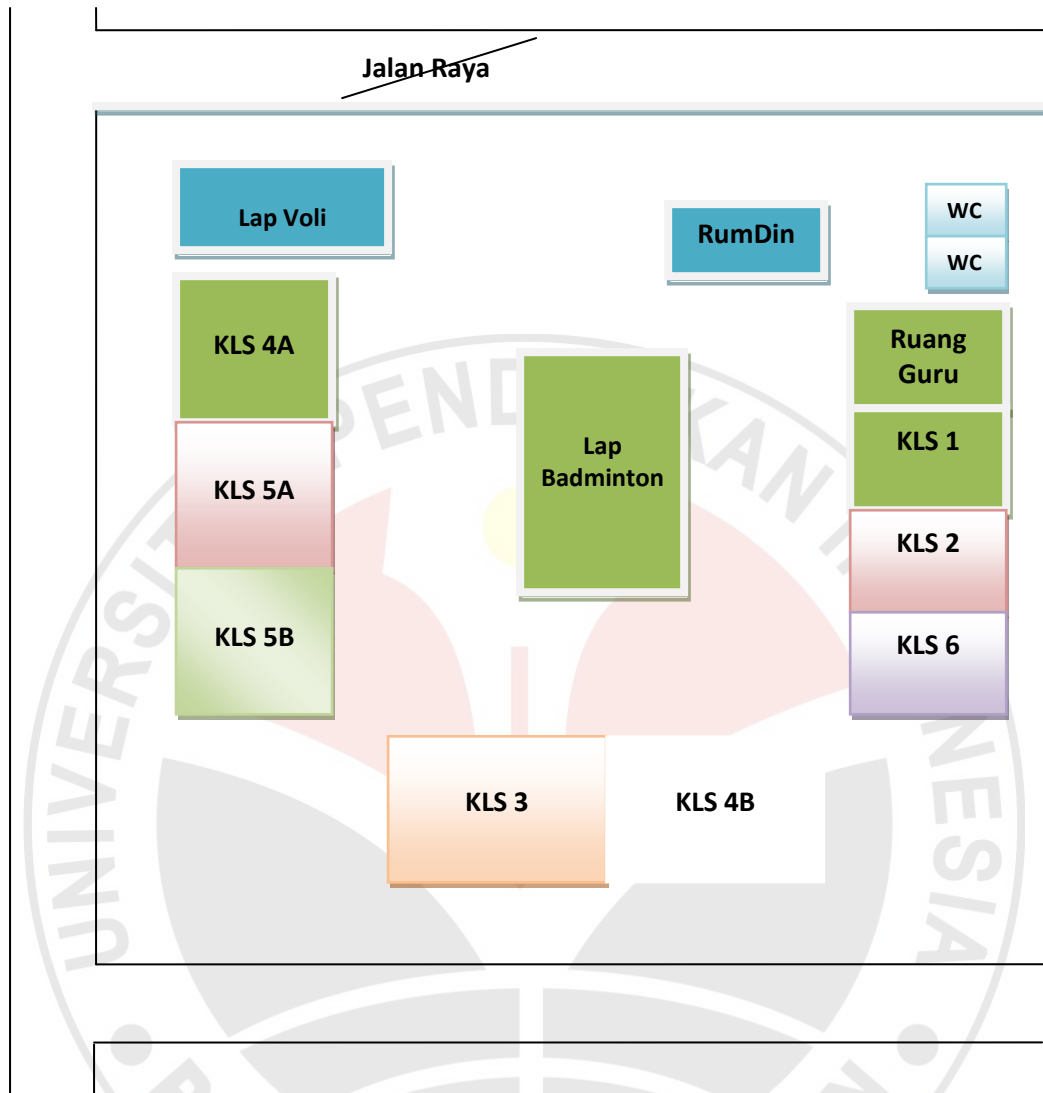 Jalan Raya
Lap Voli
RumDin
WC
WC
KLS 4A
Ruang
Guru
Lap
Badminton
KLS 1
KLS 5A
KLS 2
KLS 5B
KLS 6
KLS 3
KLS 4B